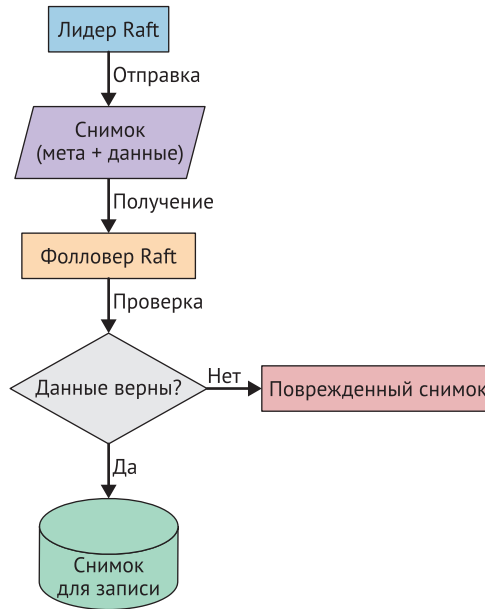 Лидер Raft
Отправка
Снимок
(мета + данные)
Получение
Фолловер Raft
Проверка
Данные верны?
Нет
Поврежденный снимок
Да
Снимок
для записи